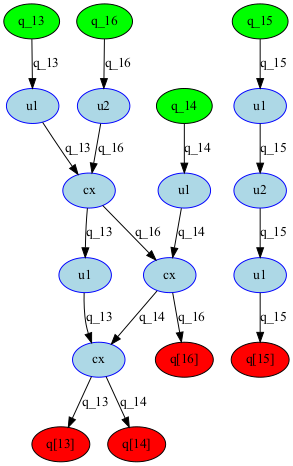 q_13 q_16 q_15
q_13 q_16 q_15
u1 u2 q_14 u1
q_13 q_16 q_14 q_15
cx u1 u2
q_13 q_16 q_14 q_15
u1 cx u1
q_13 q_14 q_16 q_15
cx q[16] q[15]
q_13 q_14
q[13] q[14]